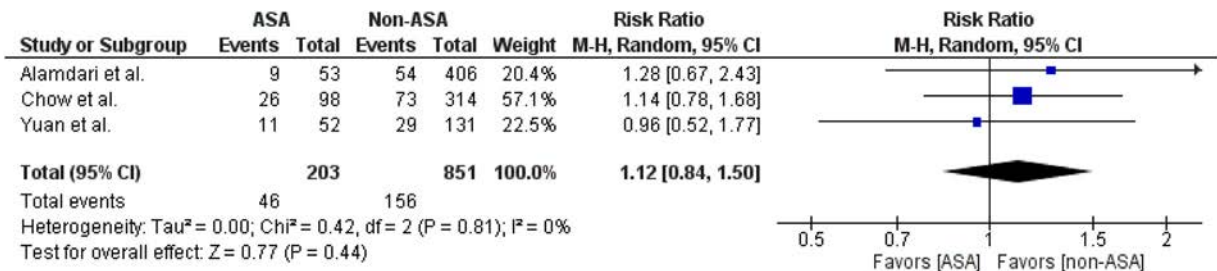 ASA Non-ASA Risk Ratio Risk Ratio
Study or Subgroup Events Total Events Total Weight M-H, Random, 95% CI M-H, Random, 95% CI
Alamdari et al. 9 53 54 406 20.4% 1.28 [0.67, 2.43]
Chow et al. 26 98 73 314 57.1% 1.14 [0.78, 1.68]
Yuan et al. 11 52 29 131 22.5% 0.96 [0.52, 1.77]
Total (95% CI) 203 851 100.0% 1.12 [0.84, 1.50]
Total events 46 156
Heterogeneity: Tau² = 0.00; Chi² = 0.42, df = 2 (P = 0.81); I² = 0%
Test for overall effect: Z = 0.77 (P = 0.44)
0.5 0.7 1 1.5 2
Favors [ASA] Favors [non-ASA]